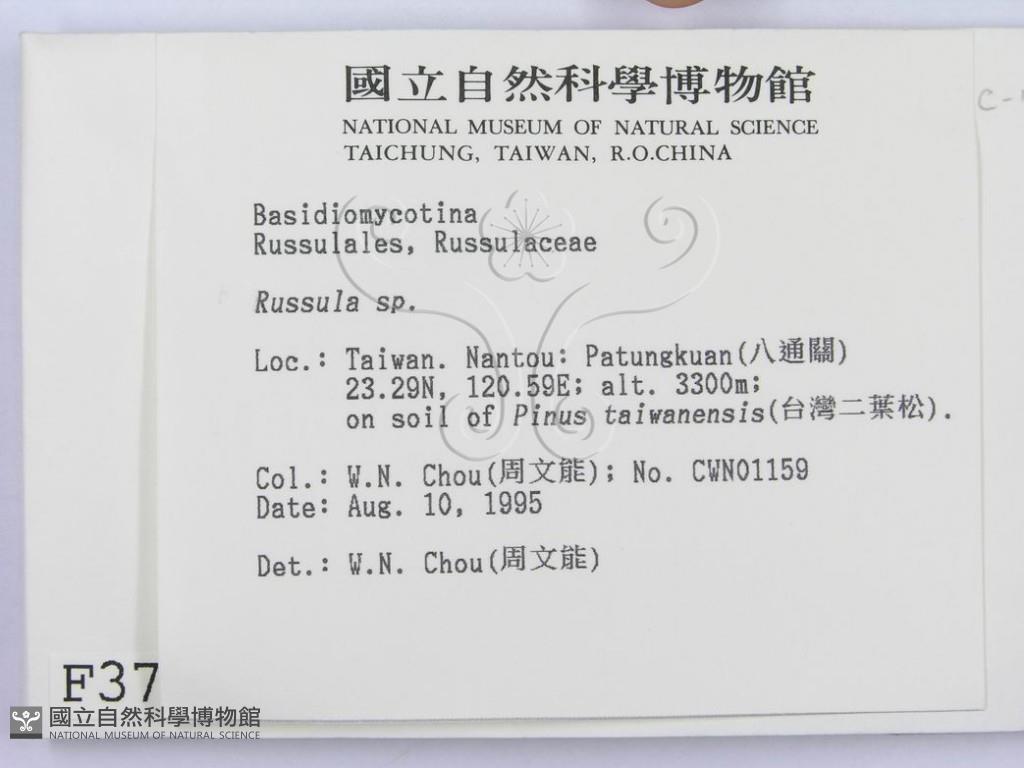 國立自然科學博物館
NATIONAL MUSEUM OF NATURAL SCIENCE
TAICHUNG, TAIWAN, R.O.CHINA
Basidiomycotina
Russulales, Russulaceae
Russula sp.
Loc.: Taiwan. Nantou: Patungkuan(八通關)
23.29N, 120.59E; alt. 3300m;
on soil of Pinus taiwanensis(台灣二葉松).
Col.: W.N. Chou(周文能); No. CWN01159
Date: Aug. 10, 1995
Det.: W.N. Chou(周文能)
F37
國立自然科學博物館
NATIONAL MUSEUM OF NATURAL SCIENCE